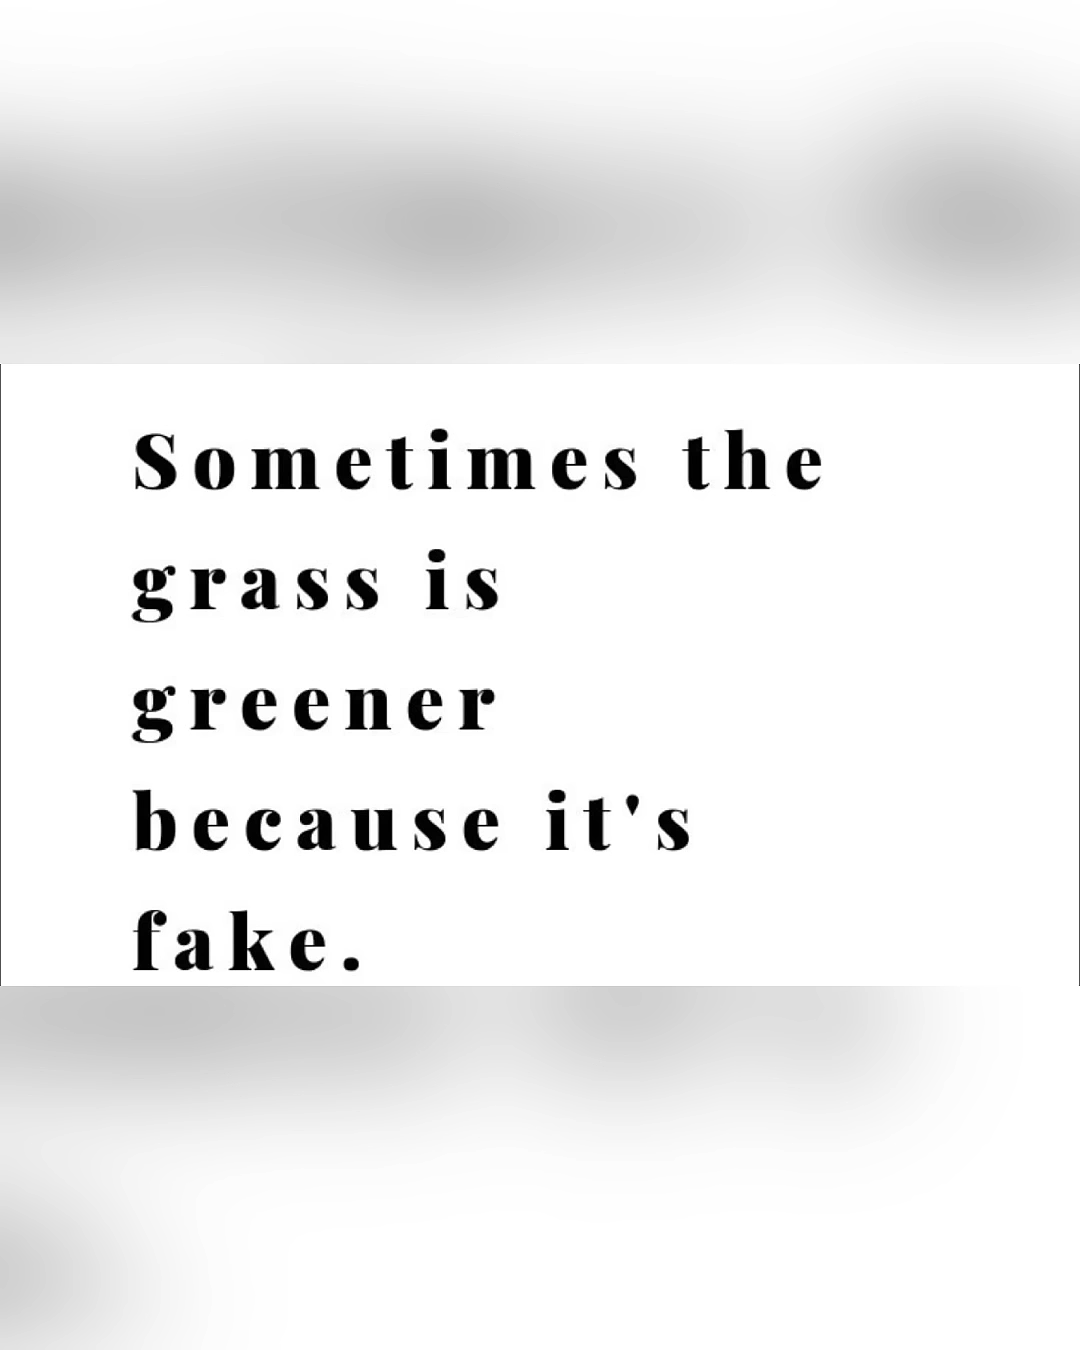 Sometimes the
grass is
greener
because it's
fake.